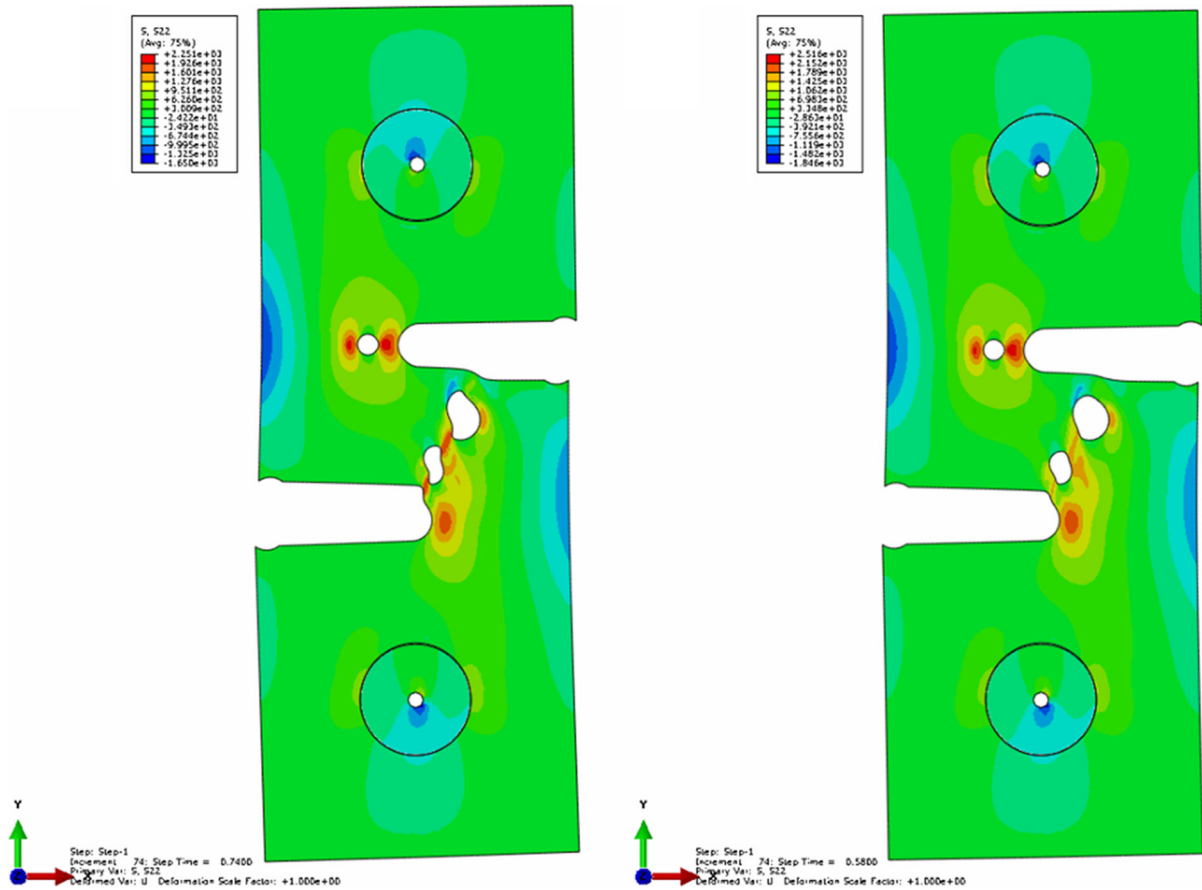 S, S22
(Avg: 75%)
+2.251e+03
+1.926e+03
+1.601e+03
+1.276e+03
+9.511e+02
+6.260e+02
+3.009e+02
-2.422e+01
-3.493e+02
-6.744e+02
-9.995e+02
-1.325e+03
-1.650e+03
Y
X
Z
Step: Step-1
Increment 74: Step Time = 0.7400
Primary Var: S, S22
Deformed Var: U Deformation Scale Factor: +1.000e+00
S, S22
(Avg: 75%)
+2.516e+03
+2.152e+03
+1.789e+03
+1.425e+03
+1.062e+03
+6.983e+02
+3.348e+02
-2.863e+01
-3.921e+02
-7.556e+02
-1.119e+03
-1.482e+03
-1.846e+03
Y
X
Z
Step: Step-1
Increment 74: Step Time = 0.5800
Primary Var: S, S22
Deformed Var: U Deformation Scale Factor: +1.000e+00